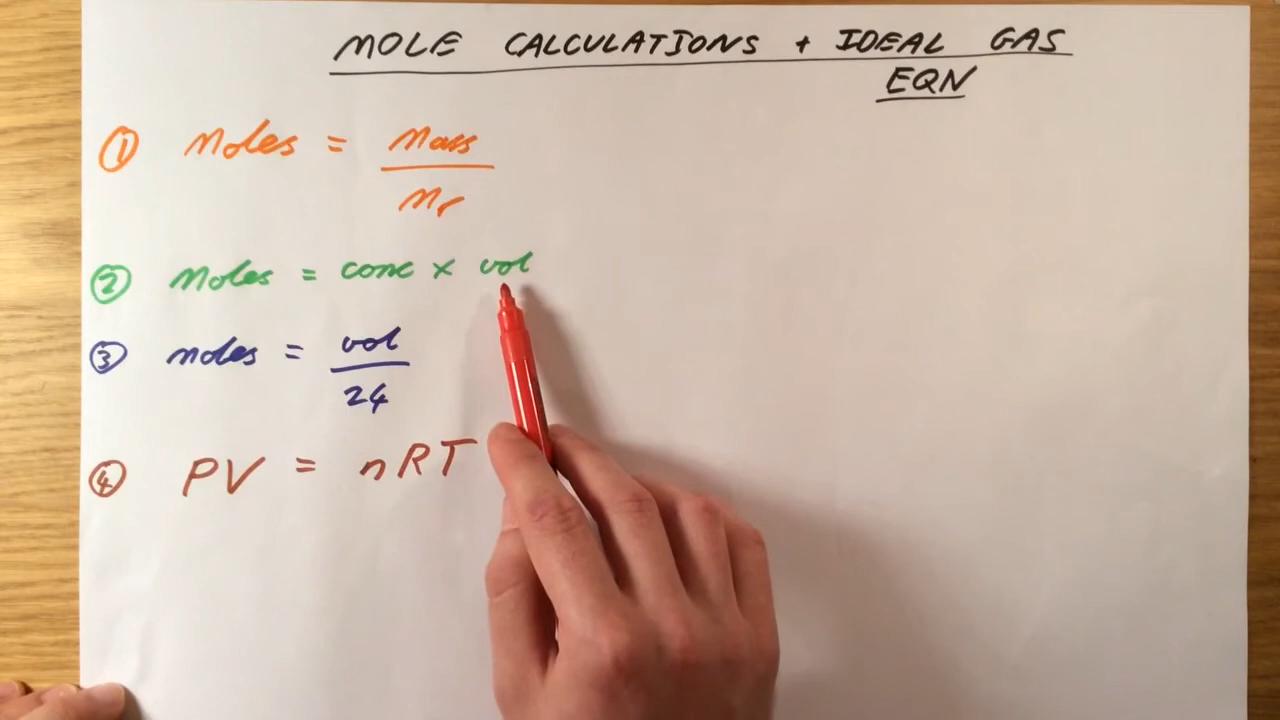 MOLE CALCULATIONS + IDEAL GAS
EQN
① Moles = Mass
Mr
② Moles = conc × vol
③ moles = vol
24
④ PV = nRT